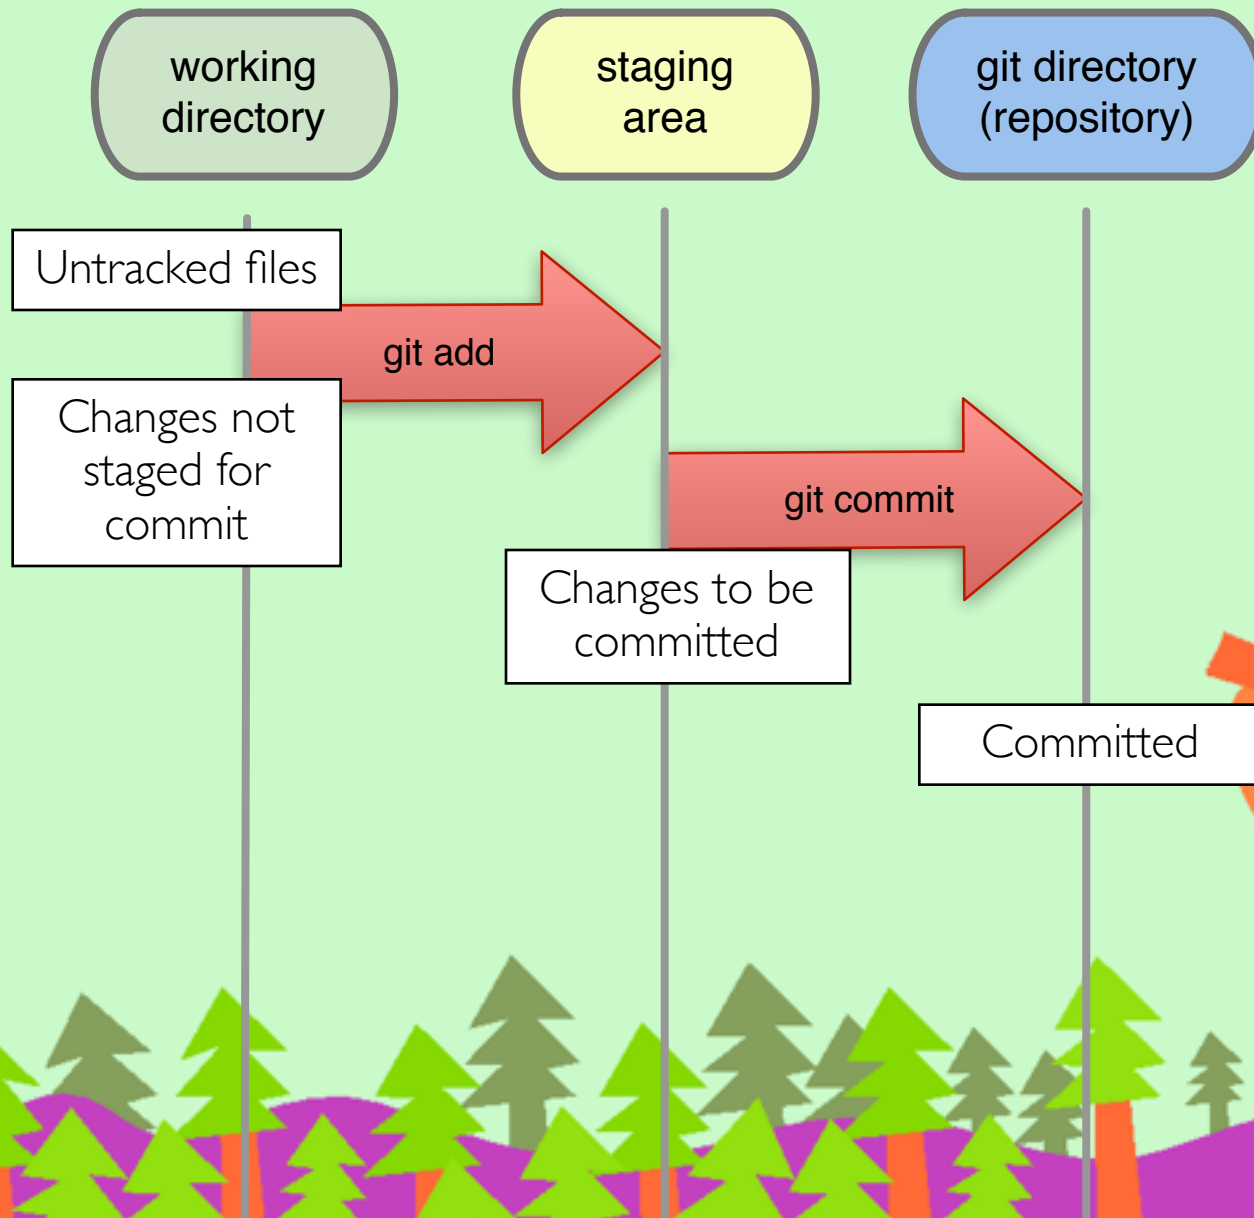 working
directory
staging
area
git directory
(repository)
Untracked files
git add
Changes not
staged for
commit
git commit
Changes to be
committed
Committed